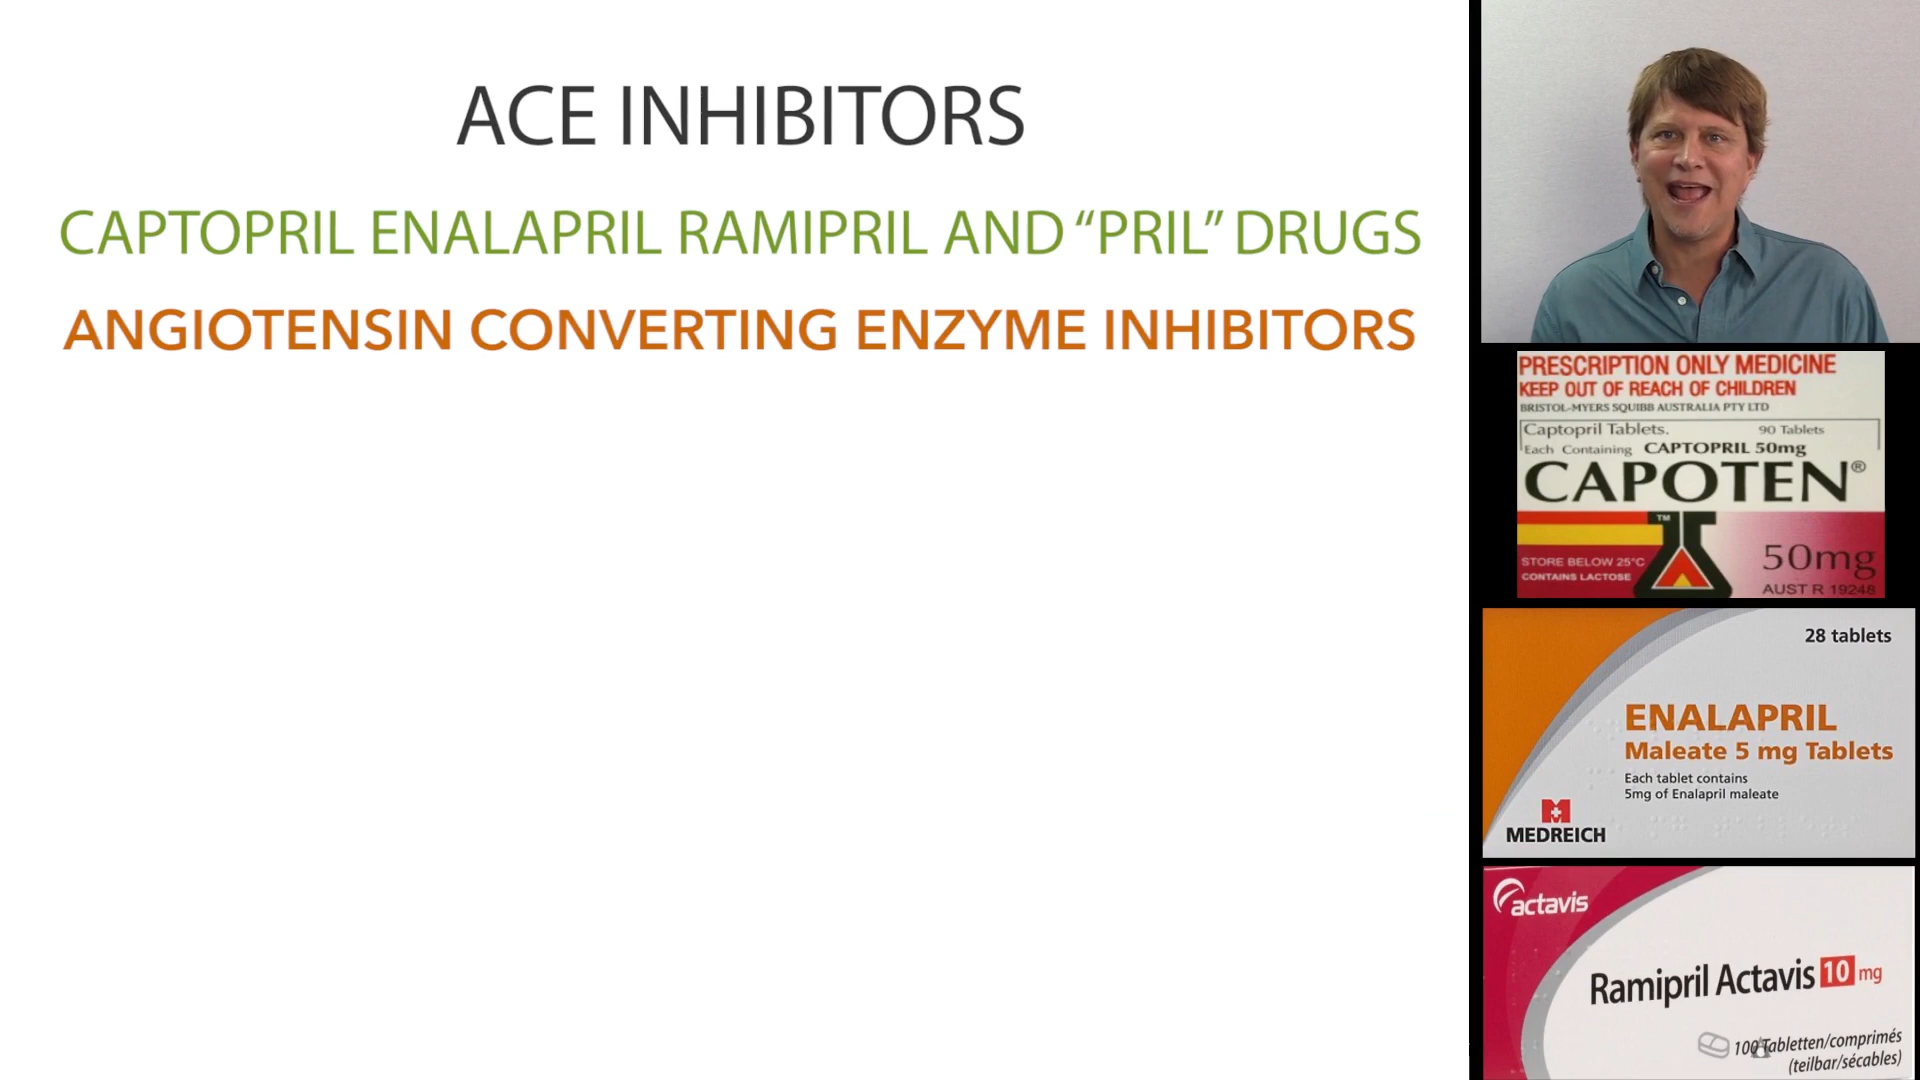 ACE INHIBITORS
CAPTOPRIL ENALAPRIL RAMIPRIL AND “PRIL” DRUGS
ANGIOTENSIN CONVERTING ENZYME INHIBITORS
PRESCRIPTION ONLY MEDICINE
KEEP OUT OF REACH OF CHILDREN
BRISTOL-MYERS SQUIBB AUSTRALIA PTY LTD
Captopril Tablets. 90 Tablets
Each Containing CAPTOPRIL 50mg
CAPOTEN®
TM
STORE BELOW 25°C
CONTAINS LACTOSE
50mg
AUST R 19248
28 tablets
ENALAPRIL
Maleate 5 mg Tablets
Each tablet contains
5mg of Enalapril maleate
MEDREICH
actavis
Ramipril Actavis 10 mg
100 Tabletten/comprimés
(teilbar/sécables)